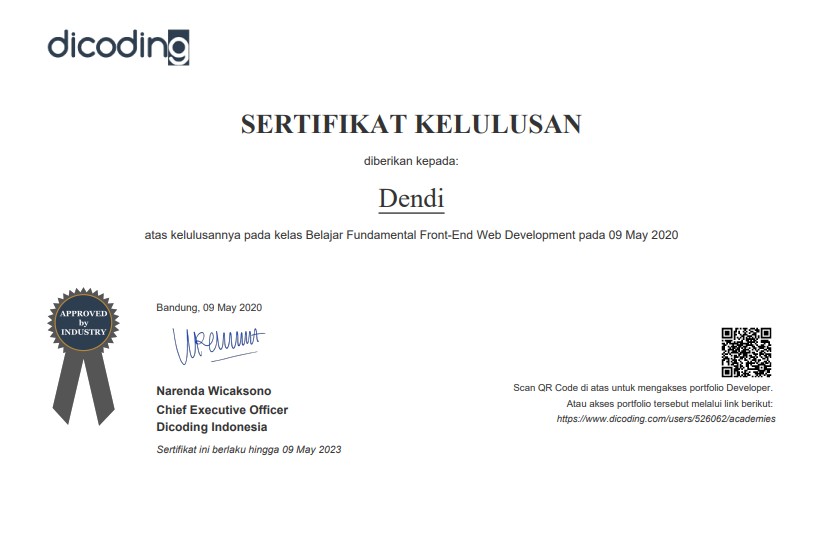 dicoding
SERTIFIKAT KELULUSAN
diberikan kepada:
Dendi
atas kelulusannya pada kelas Belajar Fundamental Front-End Web Development pada 09 May 2020
APPROVED
by
INDUSTRY
Bandung, 09 May 2020
Narenda Wicaksono
Chief Executive Officer
Dicoding Indonesia
Sertifikat ini berlaku hingga 09 May 2023
Scan QR Code di atas untuk mengakses portfolio Developer.
Atau akses portfolio tersebut melalui link berikut:
https://www.dicoding.com/users/526062/academies